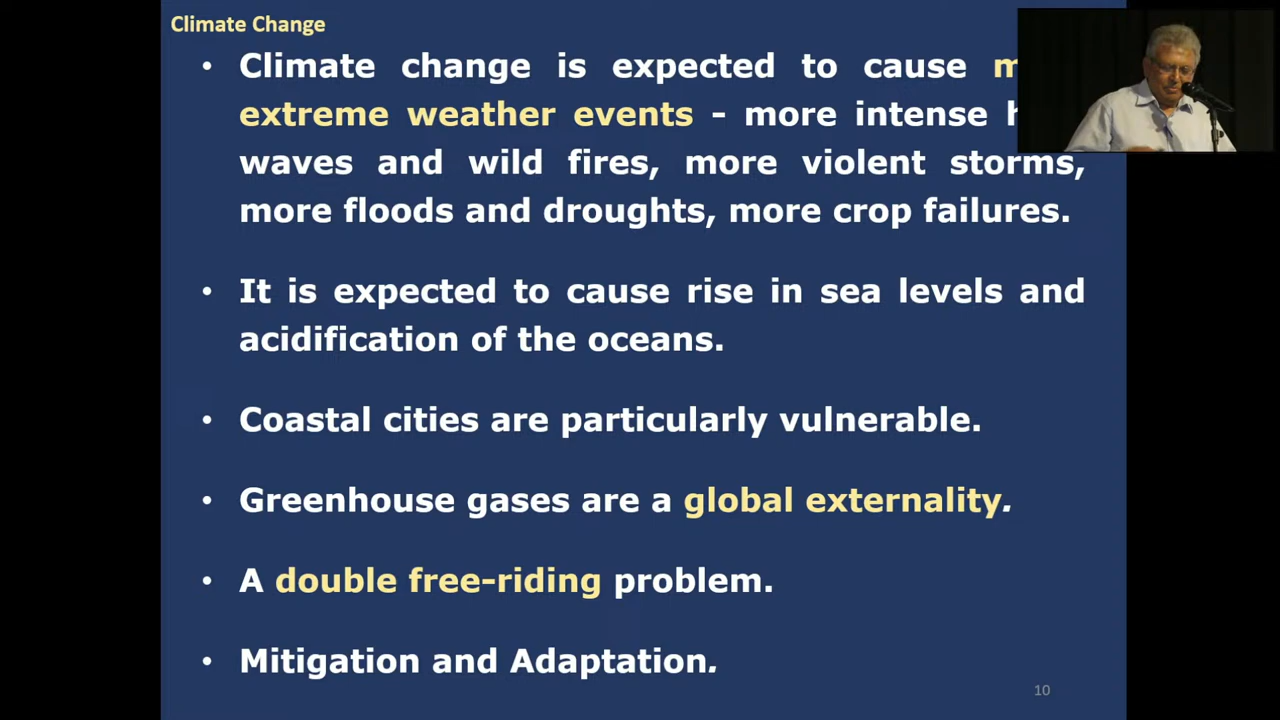 Climate Change
• Climate change is expected to cause
extreme weather events - more intense
waves and wild fires, more violent storms,
more floods and droughts, more crop failures.
• It is expected to cause rise in sea levels and
acidification of the oceans.
• Coastal cities are particularly vulnerable.
• Greenhouse gases are a global externality.
• A double free-riding problem.
• Mitigation and Adaptation.
10